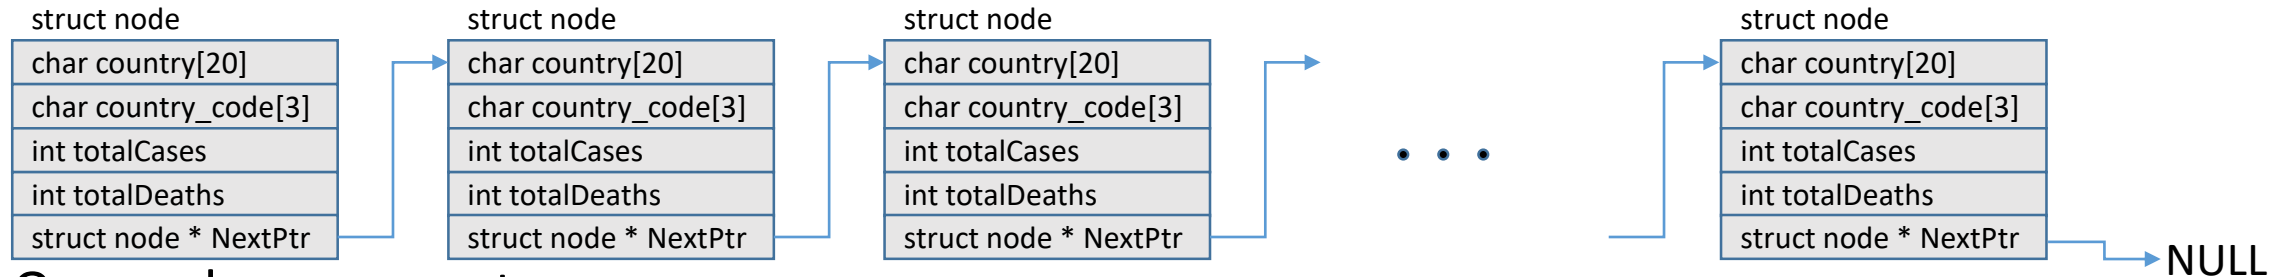 struct node
char country[20]
char country_code[3]
int totalCases
int totalDeaths
struct node * NextPtr
struct node
char country[20]
char country_code[3]
int totalCases
int totalDeaths
struct node * NextPtr
struct node
char country[20]
char country_code[3]
int totalCases
int totalDeaths
struct node * NextPtr
. . .
struct node
char country[20]
char country_code[3]
int totalCases
int totalDeaths
struct node * NextPtr
NULL